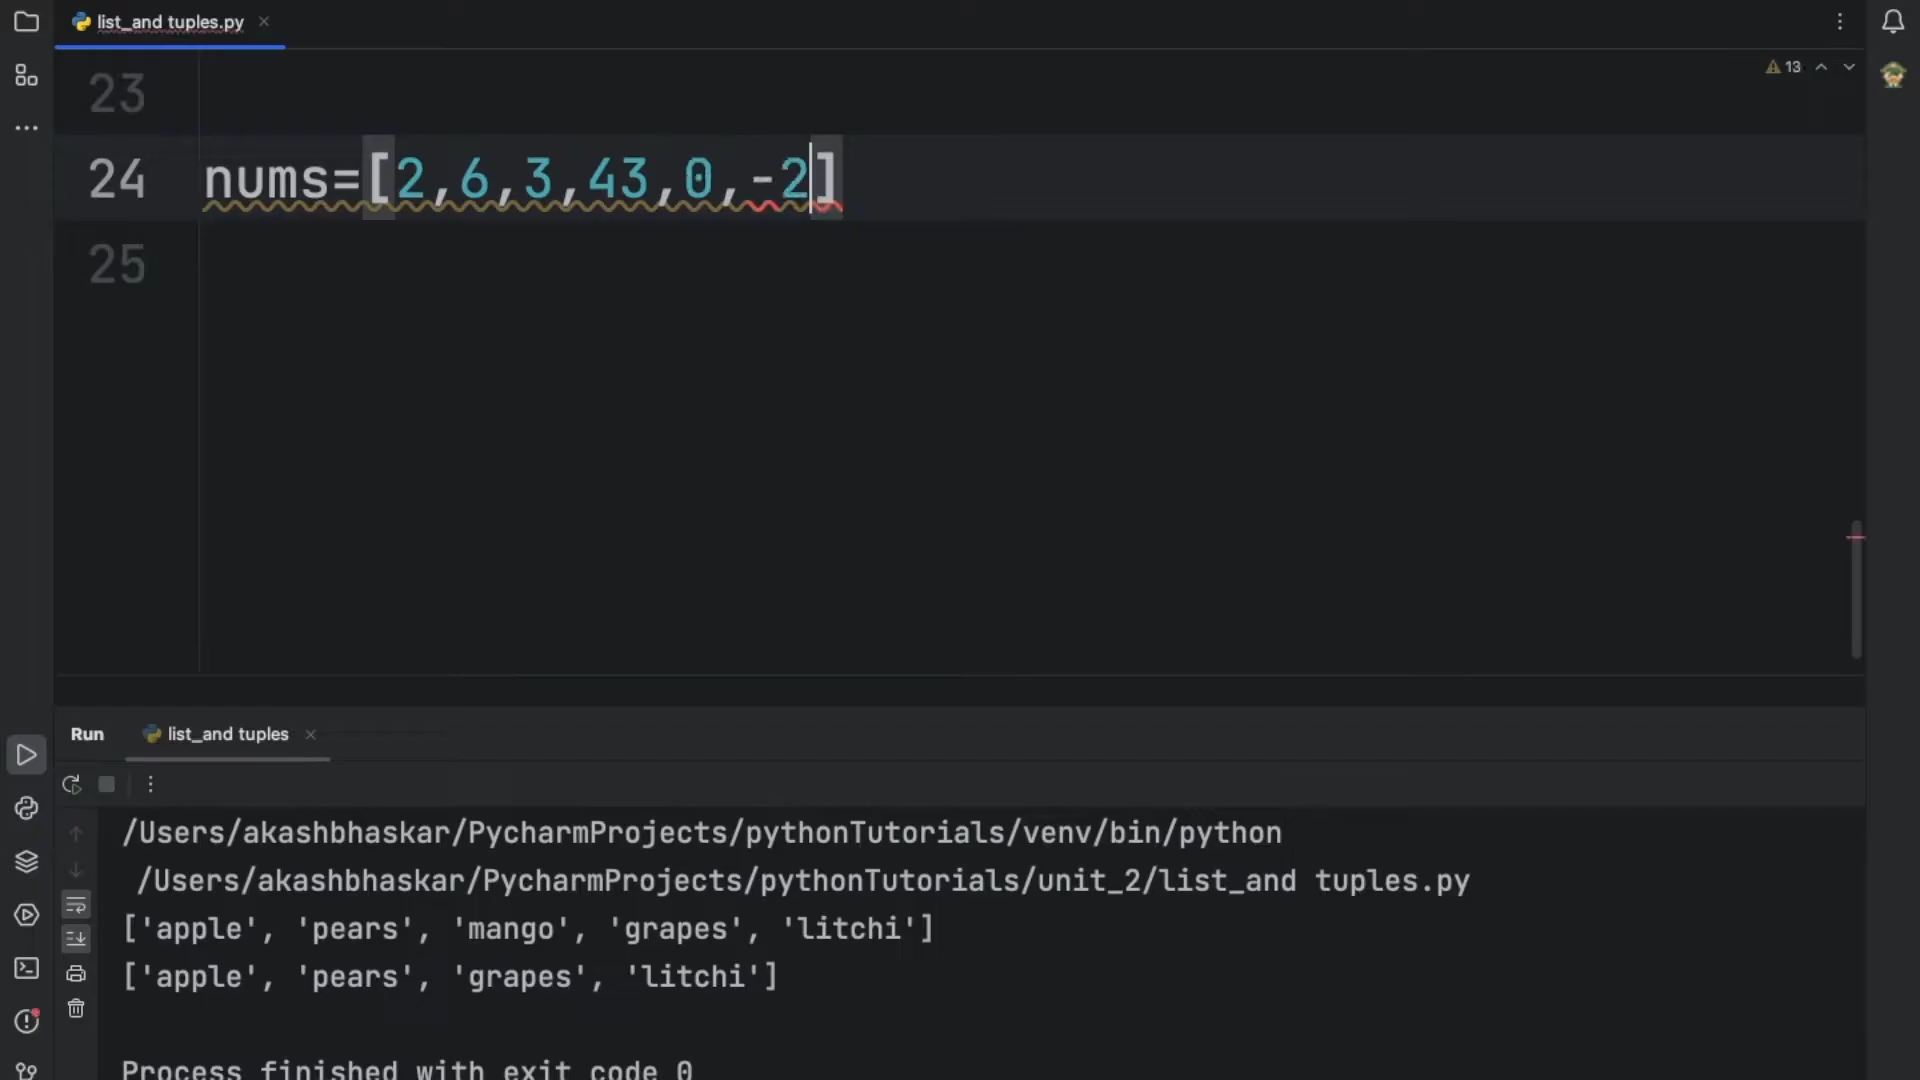 list_and tuples.py
13
23
24 nums=[2,6,3,43,0,-2]
25
Run list_and tuples
/Users/akashbhaskar/PycharmProjects/pythonTutorials/venv/bin/python
/Users/akashbhaskar/PycharmProjects/pythonTutorials/unit_2/list_and tuples.py
['apple', 'pears', 'mango', 'grapes', 'litchi']
['apple', 'pears', 'grapes', 'litchi']
Process finished with exit code 0